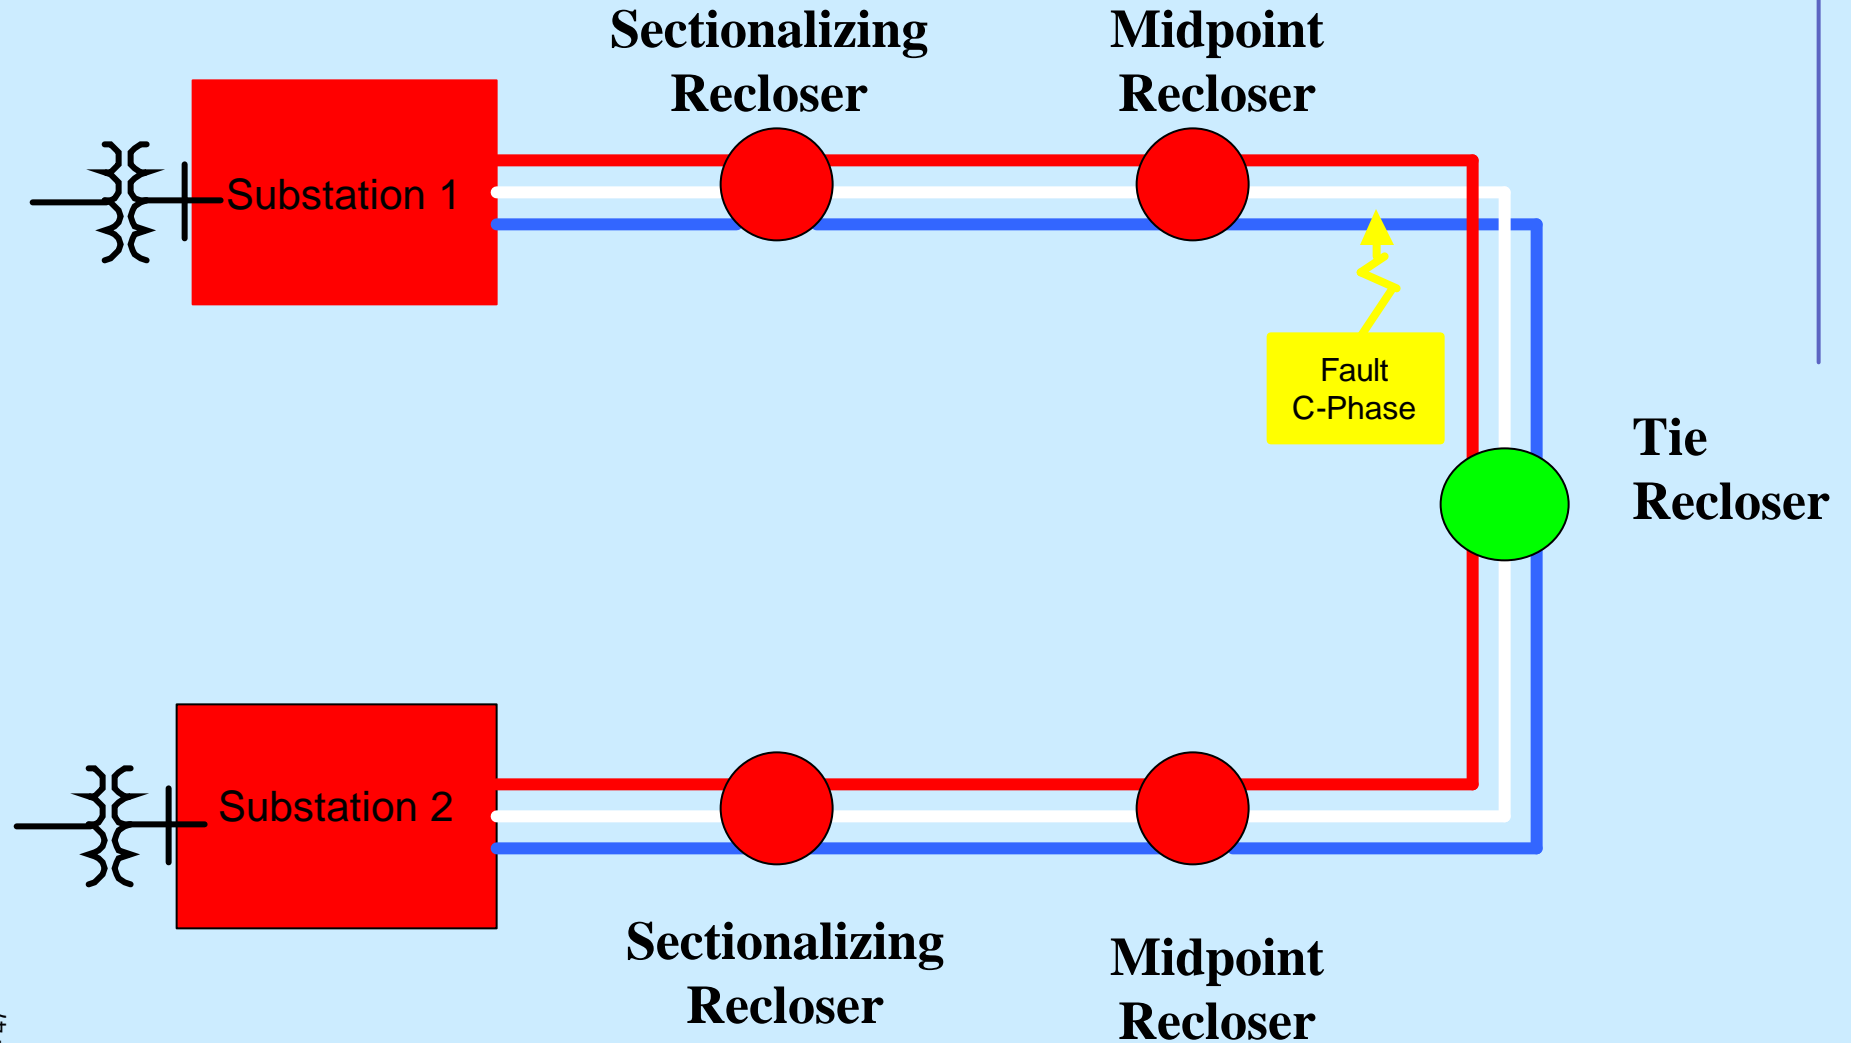 Sectionalizing
Recloser
Midpoint
Recloser
Substation 1
Fault
C-Phase
Tie
Recloser
Substation 2
Sectionalizing
Recloser
Midpoint
Recloser